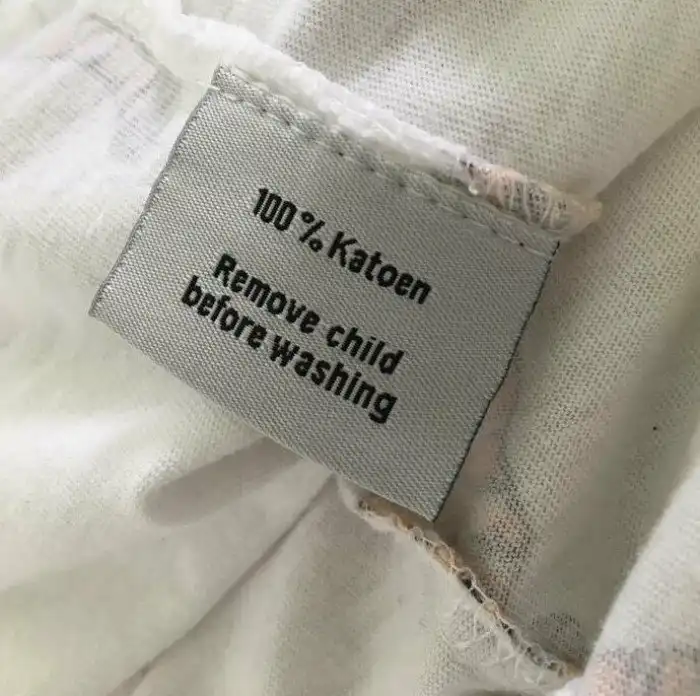 100% Katoen
Remove child
before washing